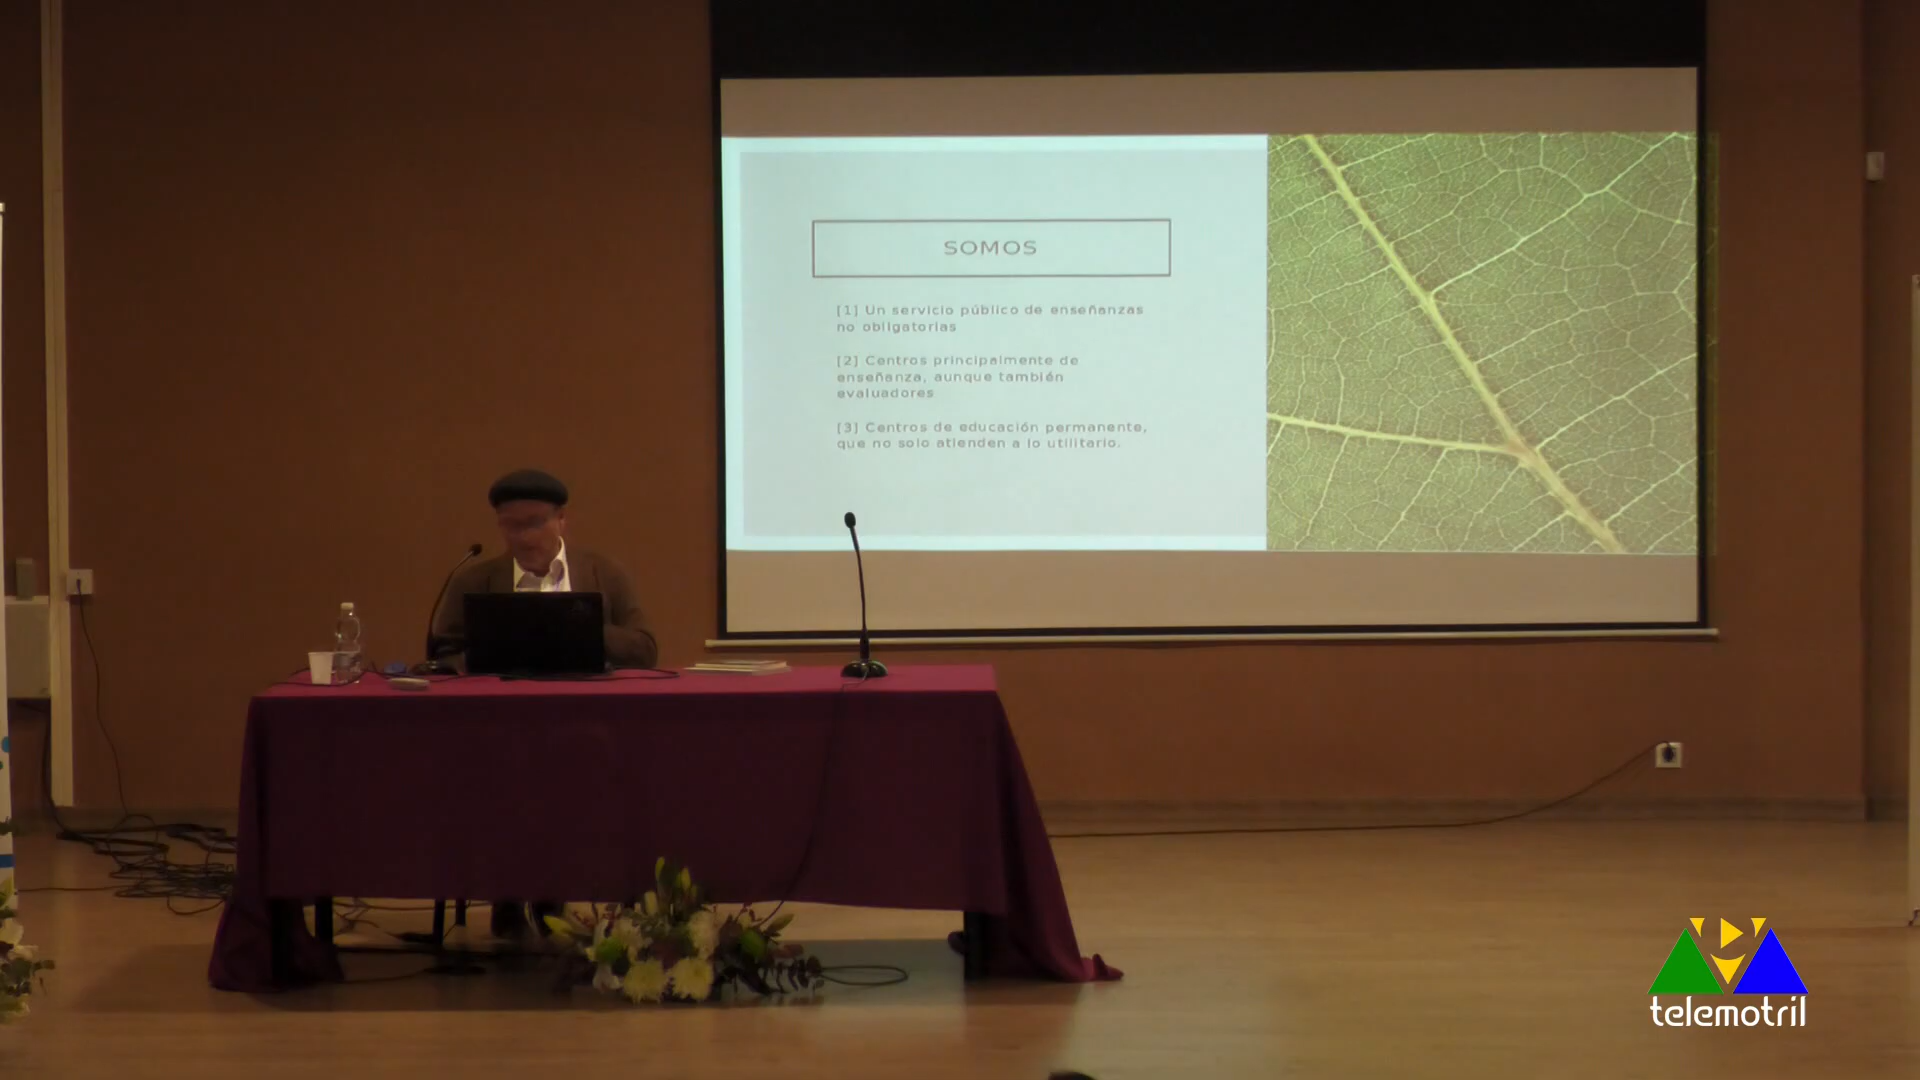 SOMOS
[1] Un servicio público de enseñanzas
no obligatorias
[2] Centros principalmente de
enseñanza, aunque también
evaluadores
[3] Centros de educación permanente,
que no solo atienden a lo utilitario.
telemotril